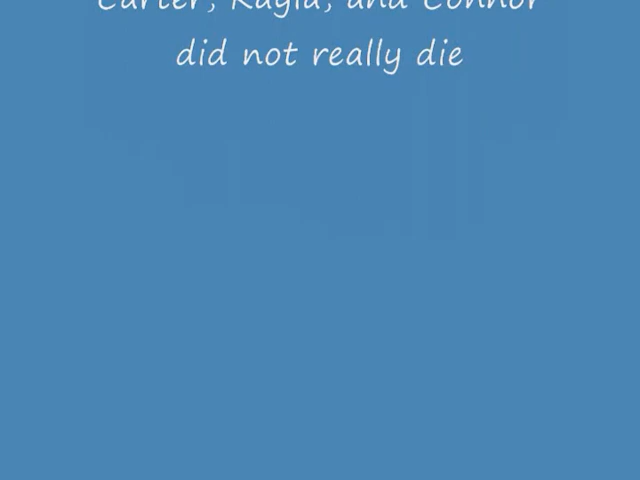 Carter, Kayla, and Connor
did not really die